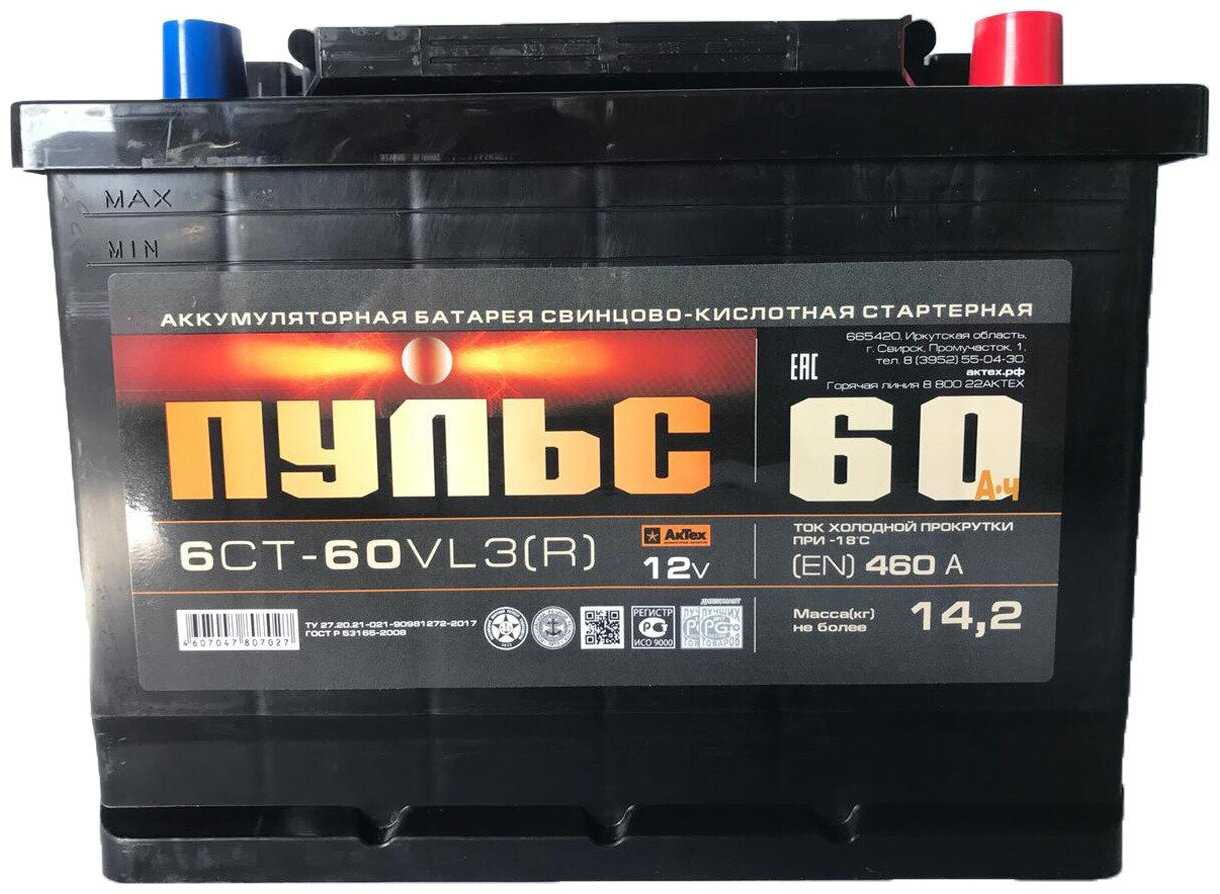 MAX
MIN
АККУМУЛЯТОРНАЯ БАТАРЕЯ СВИНЦОВО-КИСЛОТНАЯ СТАРТЕРНАЯ
665420, Иркутская область,
г. Свирск, Промучасток, 1,
тел. 8 (3952) 55-04-30
актех.рф
Горячая линия 8 800 22АКТЕХ
EAC
ПУЛЬС
60 А·ч
6СТ-60VL3(R)
АкТех
12V
ТОК ХОЛОДНОЙ ПРОКРУТКИ
ПРИ -18°С
(EN) 460 А
Масса(кг)
не более
14,2
ТУ 27.20.21-021-90981272-2017
ГОСТ Р 53165-2008
4607047807027
РЕГИСТР
РС
ИСО 9000